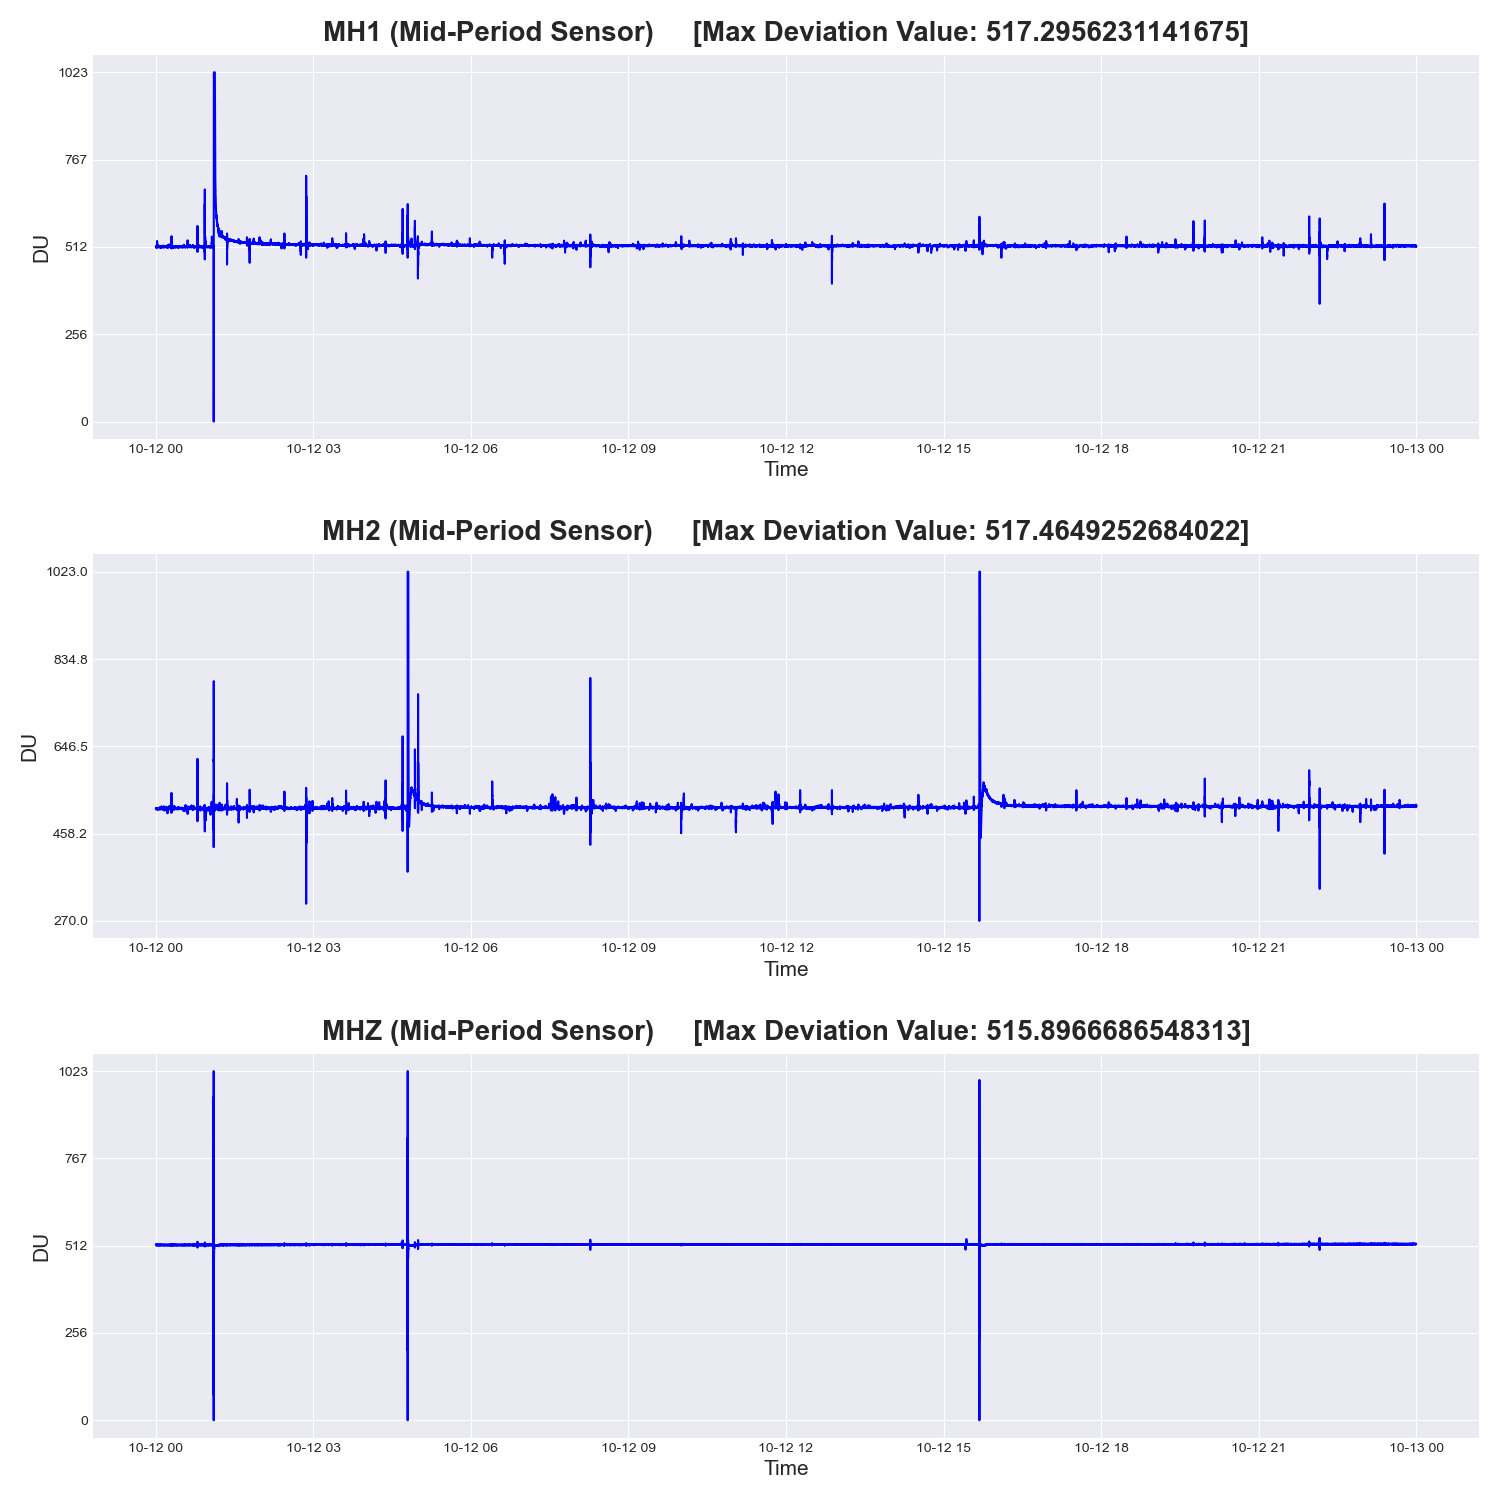 MH1 (Mid-Period Sensor) [Max Deviation Value: 517.2956231141675]
1023
767
512
256
0
DU
10-12 00 10-12 03 10-12 06 10-12 09 10-12 12 10-12 15 10-12 18 10-12 21 10-13 00
Time
MH2 (Mid-Period Sensor) [Max Deviation Value: 517.4649252684022]
1023.0
834.8
646.5
458.2
270.0
DU
10-12 00 10-12 03 10-12 06 10-12 09 10-12 12 10-12 15 10-12 18 10-12 21 10-13 00
Time
MHZ (Mid-Period Sensor) [Max Deviation Value: 515.8966686548313]
1023
767
512
256
0
DU
10-12 00 10-12 03 10-12 06 10-12 09 10-12 12 10-12 15 10-12 18 10-12 21 10-13 00
Time